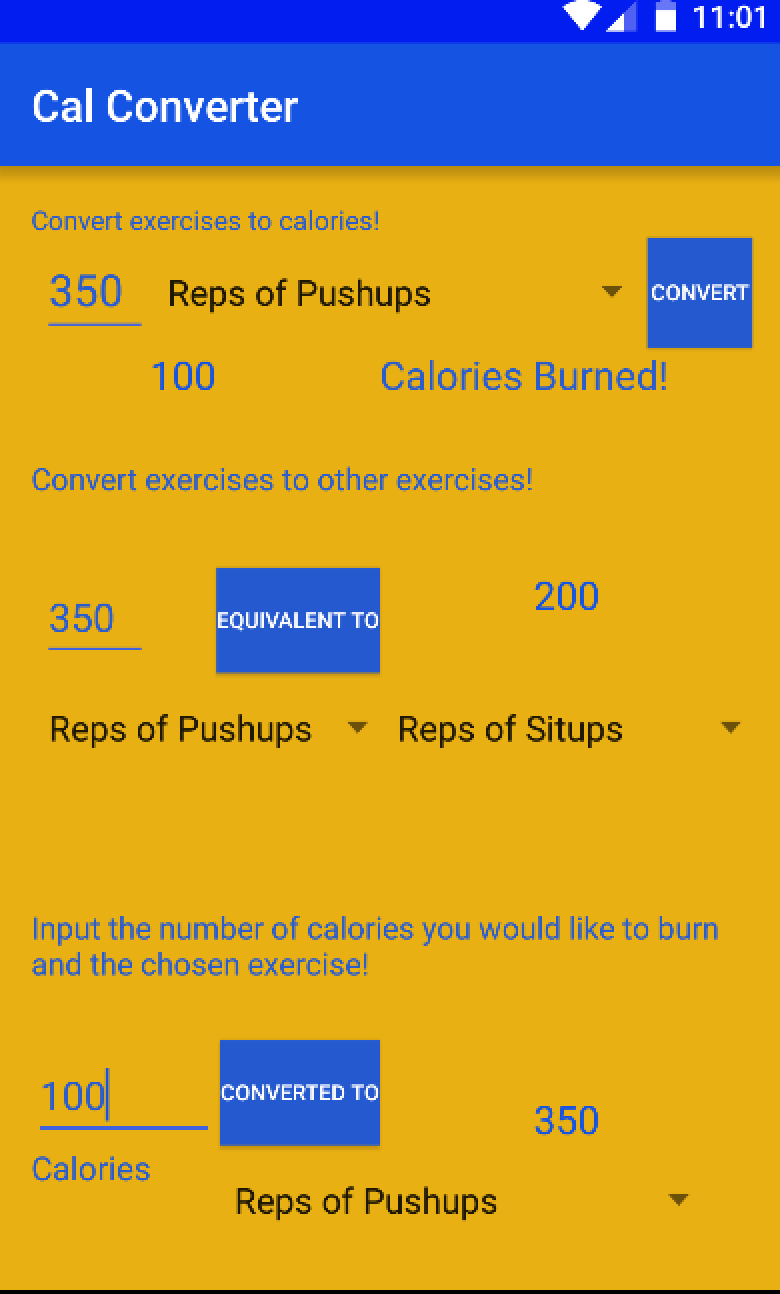 11:01
Cal Converter
Convert exercises to calories!
350 Reps of Pushups CONVERT
100 Calories Burned!
Convert exercises to other exercises!
350 EQUIVALENT TO 200
Reps of Pushups Reps of Situps
Input the number of calories you would like to burn
and the chosen exercise!
100 CONVERTED TO 350
Calories
Reps of Pushups